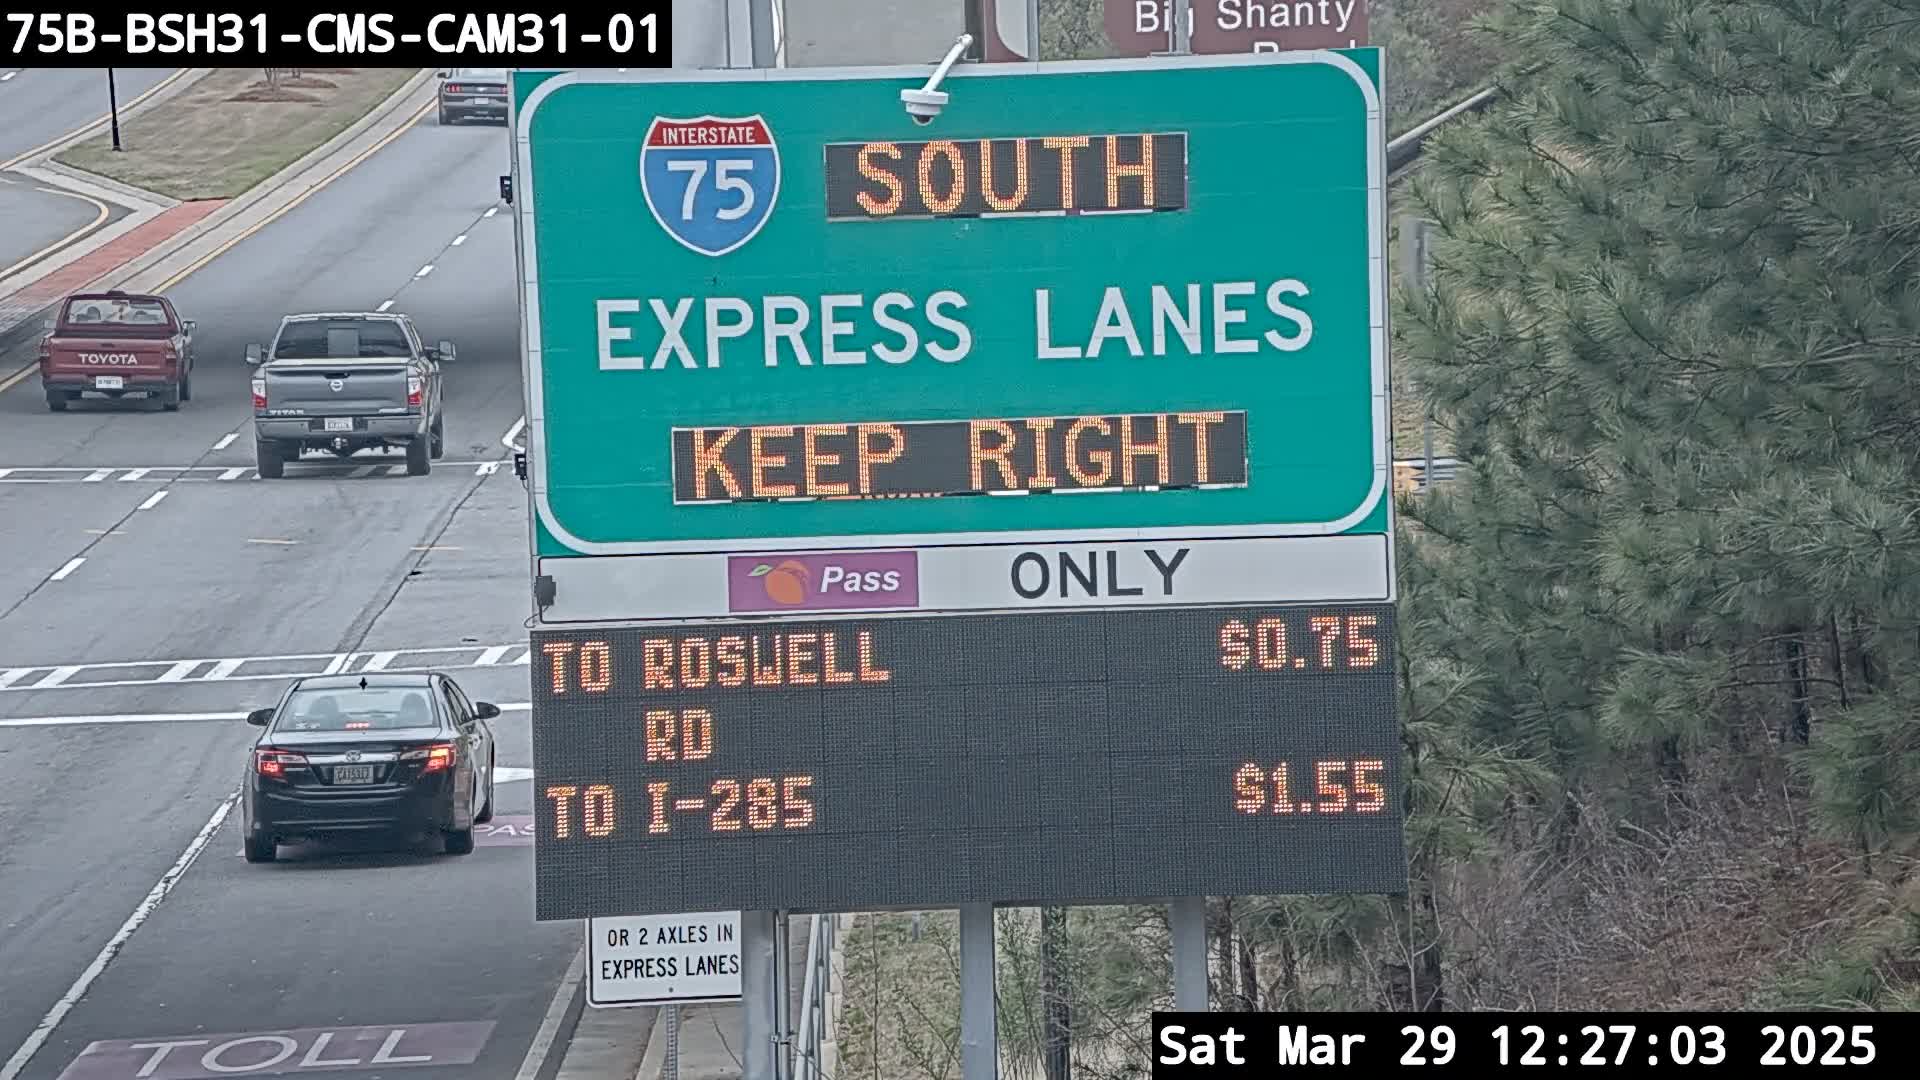 75B-BSH31-CMS-CAM31-01
Big Shanty
INTERSTATE
75
SOUTH
EXPRESS LANES
KEEP RIGHT
Pass ONLY
TO ROSWELL $0.75
RD
TO I-285 $1.55
OR 2 AXLES IN
EXPRESS LANES
TOYOTA
TITAN
PAS
TOLL
Sat Mar 29 12:27:03 2025